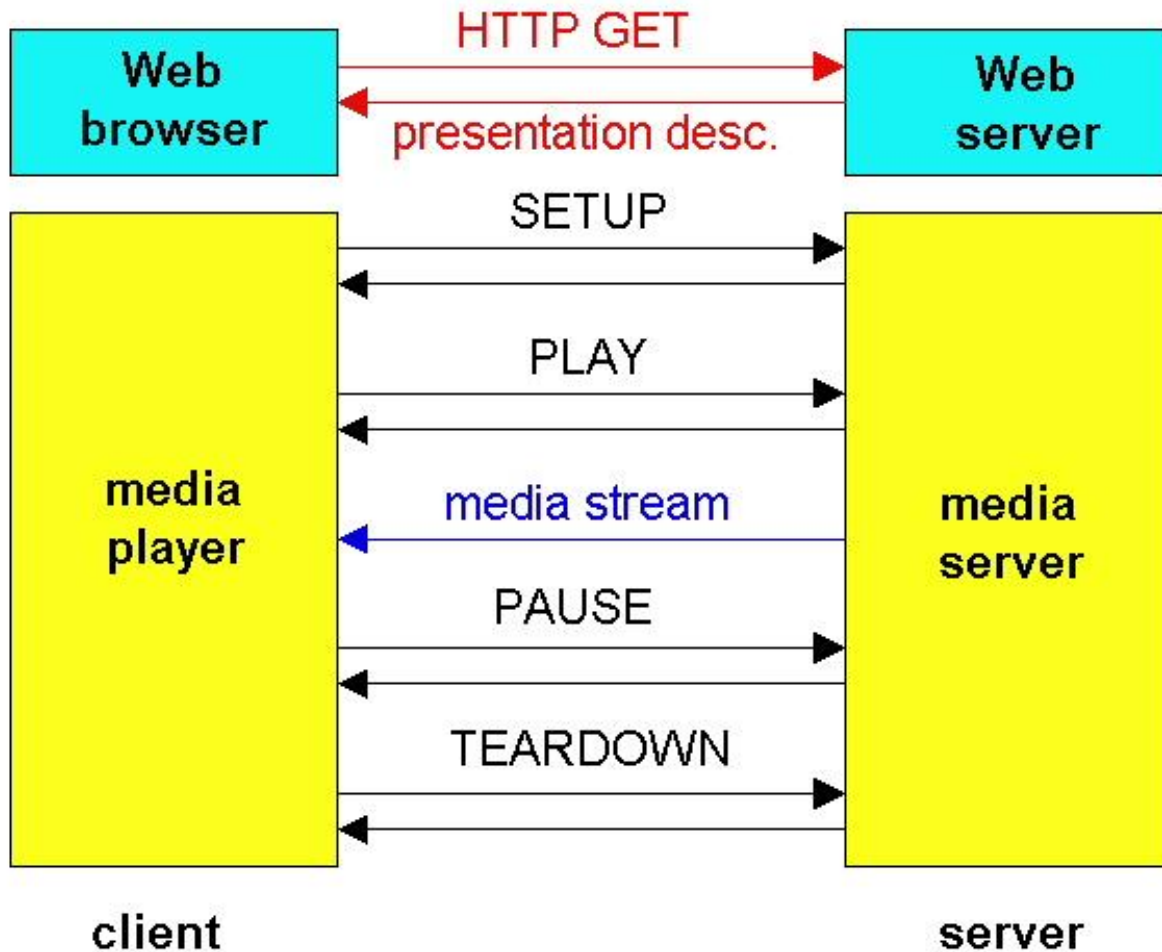 HTTP GET
Web
browser
Web
server
presentation desc.
SETUP
PLAY
media
player
media stream
media
server
PAUSE
TEARDOWN
client
server